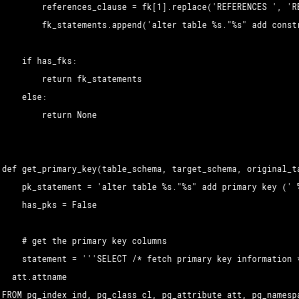 references_clause = fk[1].replace('REFERENCES ', 'RE
fk_statements.append('alter table %s."%s" add constr
if has_fks:
return fk_statements
else:
return None
def get_primary_key(table_schema, target_schema, original_ta
pk_statement = 'alter table %s."%s" add primary key (' %
has_pks = False
# get the primary key columns
statement = '''SELECT /* fetch primary key information *
att.attname
FROM pg_index ind, pg_class cl, pg_attribute att, pg_namespa